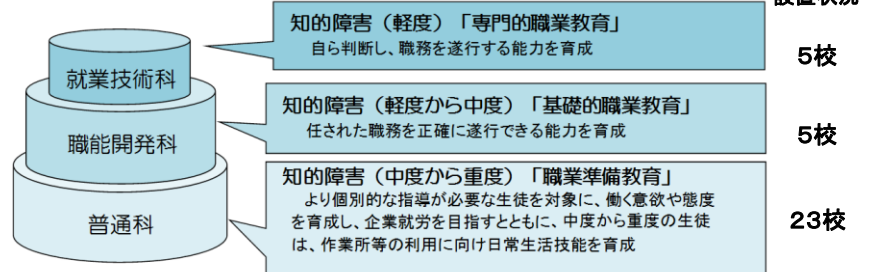 設置状況
知的障害（軽度）「専門的職業教育」
自ら判断し、職務を遂行する能力を育成
5校
就業技術科
知的障害（軽度から中度）「基礎的職業教育」
任された職務を正確に遂行できる能力を育成
5校
職能開発科
知的障害（中度から重度）「職業準備教育」
より個別的な指導が必要な生徒を対象に、働く意欲や態度
を育成し、企業就労を目指すとともに、中度から重度の生徒
は、作業所等の利用に向け日常生活技能を育成
23校
普通科